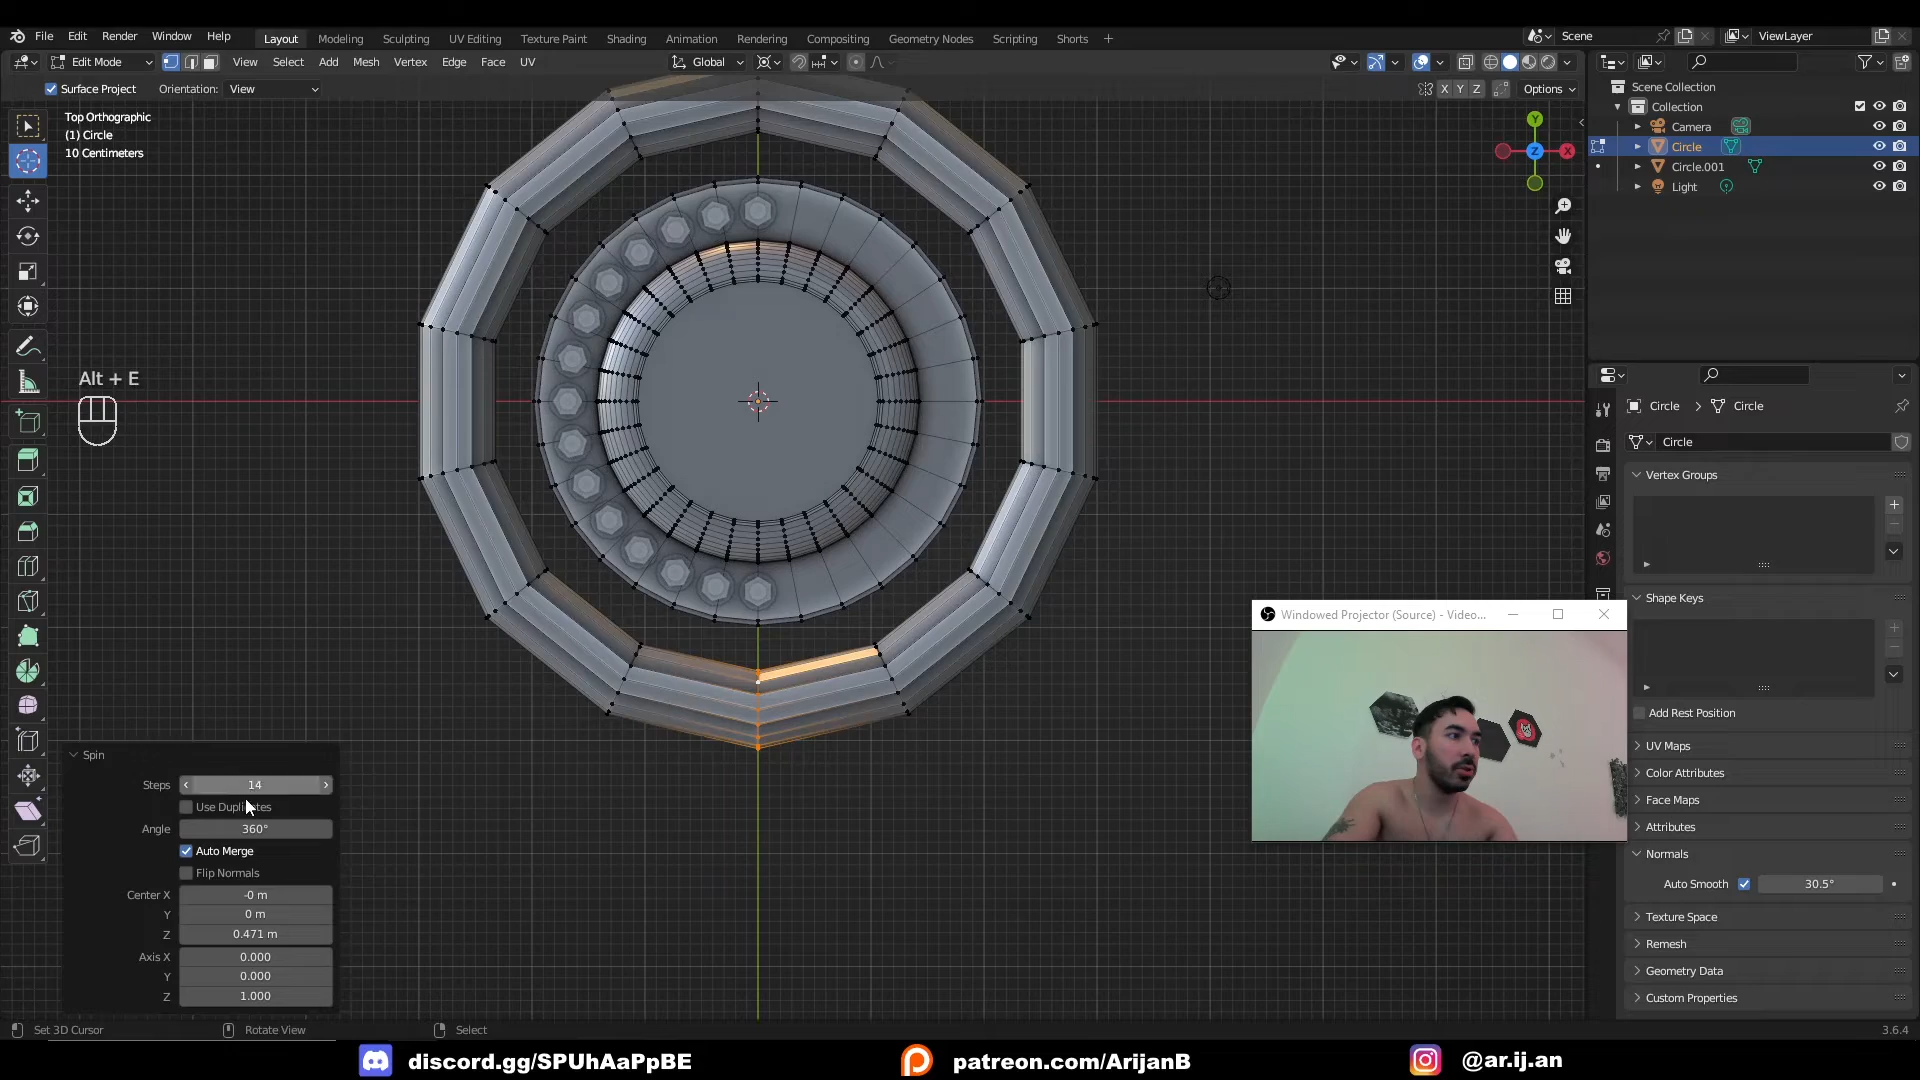 File Edit Render Window Help Layout Modeling Sculpting UV Editing Texture Paint Shading Animation Rendering Compositing Geometry Nodes Scripting Shorts + Scene ViewLayer
Edit Mode View Select Add Mesh Vertex Edge Face UV Global
Surface Project Orientation: View X Y Z Options
Top Orthographic
(1) Circle
10 Centimeters
Y
X
Z
Scene Collection
Collection
Camera
Circle
Circle.001
Light
Alt + E
Circle > Circle
Circle
Vertex Groups
Shape Keys
Add Rest Position
UV Maps
Color Attributes
Face Maps
Attributes
Normals
Auto Smooth 30.5°
Texture Space
Remesh
Geometry Data
Custom Properties
Windowed Projector (Source) - Video...
Spin
Steps 14
Use Duplicates
Angle 360°
Auto Merge
Flip Normals
Center X -0 m
Y 0 m
Z 0.471 m
Axis X 0.000
Y 0.000
Z 1.000
Set 3D Cursor Rotate View Select 3.6.4
discord.gg/SPUhAaPpBE patreon.com/ArijanB @ar.ij.an